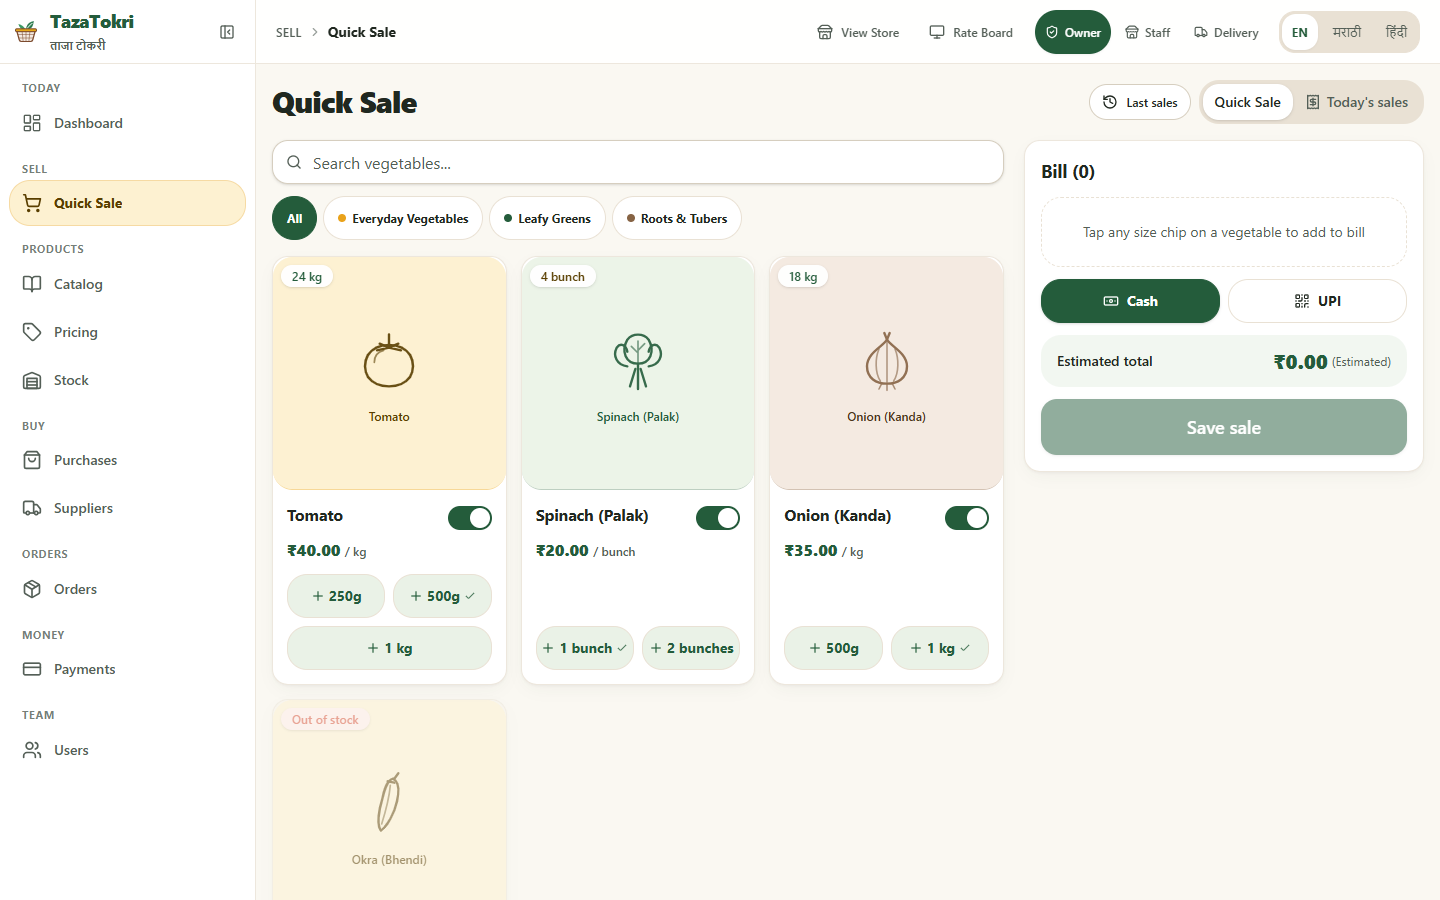 TazaTokri
ताजा टोकरी
TODAY
Dashboard
SELL
Quick Sale
PRODUCTS
Catalog
Pricing
Stock
BUY
Purchases
Suppliers
ORDERS
Orders
MONEY
Payments
TEAM
Users
SELL > Quick Sale
View Store
Rate Board
Owner
Staff
Delivery
EN
मराठी
हिंदी
Quick Sale
Last sales
Quick Sale
Today's sales
Search vegetables...
All
Everyday Vegetables
Leafy Greens
Roots & Tubers
24 kg
Tomato
Tomato
₹40.00 / kg
+ 250g
+ 500g ✓
+ 1 kg
4 bunch
Spinach (Palak)
Spinach (Palak)
₹20.00 / bunch
+ 1 bunch ✓
+ 2 bunches
18 kg
Onion (Kanda)
Onion (Kanda)
₹35.00 / kg
+ 500g
+ 1 kg ✓
Out of stock
Okra (Bhendi)
Bill (0)
Tap any size chip on a vegetable to add to bill
Cash
UPI
Estimated total
₹0.00 (Estimated)
Save sale